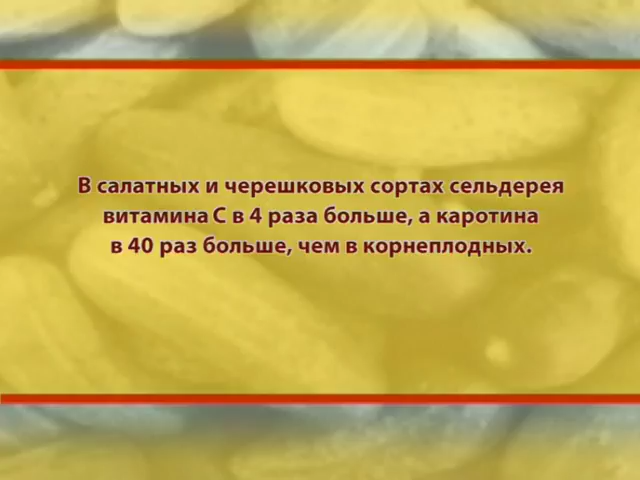 В салатных и черешковых сортах сельдерея
витамина С в 4 раза больше, а каротина
в 40 раз больше, чем в корнеплодных.